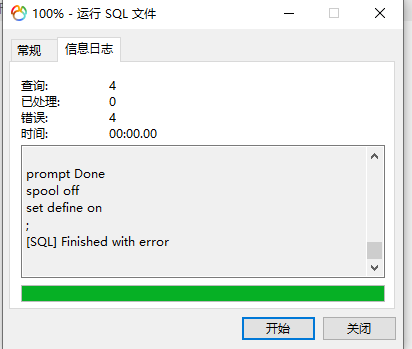 100% - 运行 SQL 文件
常规 信息日志
查询: 4
已处理: 0
错误: 4
时间: 00:00.00
prompt Done
spool off
set define on
;
[SQL] Finished with error
开始 关闭